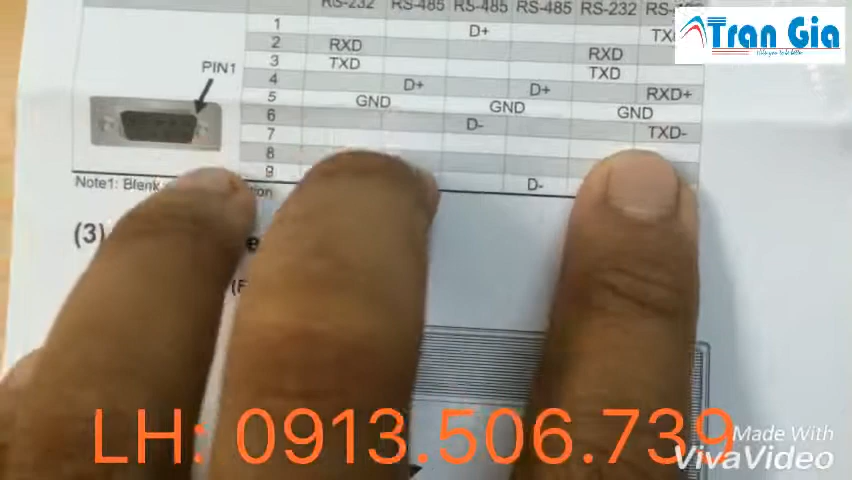 RS-232 RS-485 RS-485 RS-485 RS-232
1 D+
2 RXD RXD
3 TXD TXD
4 D+ D+ RXD+
5 GND GND GND
6 D-
7 TXD-
8
9 D-
PIN1
Note1: Blank
(3)
Tran Gia
LH: 0913.506.739
Made With
VivaVideo